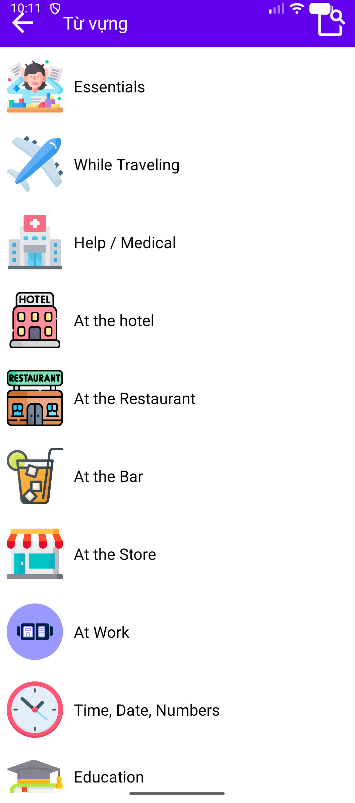 10:11
Từ vựng
Essentials
While Traveling
Help / Medical
HOTEL
At the hotel
RESTAURANT
At the Restaurant
At the Bar
At the Store
At Work
Time, Date, Numbers
Education